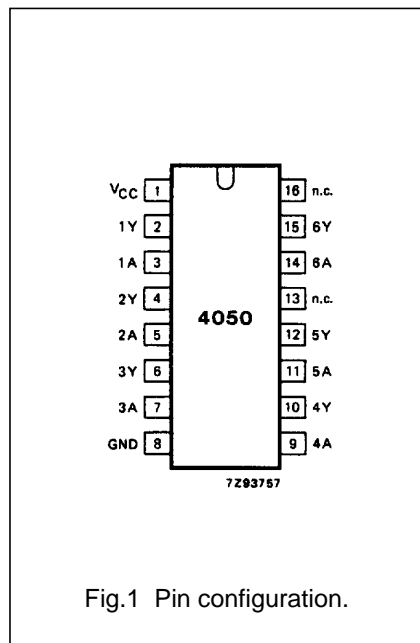 VCC 1 16 n.c.
1Y 2 15 6Y
1A 3 14 6A
2Y 4 13 n.c.
4050
2A 5 12 5Y
3Y 6 11 5A
3A 7 10 4Y
GND 8 9 4A
7Z93757
Fig.1 Pin configuration.